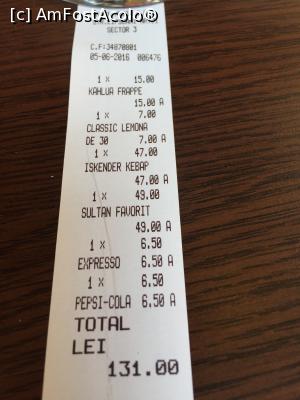 [c] AmFostAcolo®
SECTOR 3
C.F:34870801
05-06-2016 006476
1 X 15.00
KAHLUA FRAPPE
15.00 A
1 X 7.00
CLASSIC LEMONA
DE 30 7.00 A
1 X 47.00
ISKENDER KEBAP
47.00 A
1 X 49.00
SULTAN FAVORIT
49.00 A
1 X 6.50
EXPRESSO 6.50 A
1 X 6.50
PEPSI-COLA 6.50 A
TOTAL
LEI
131.00